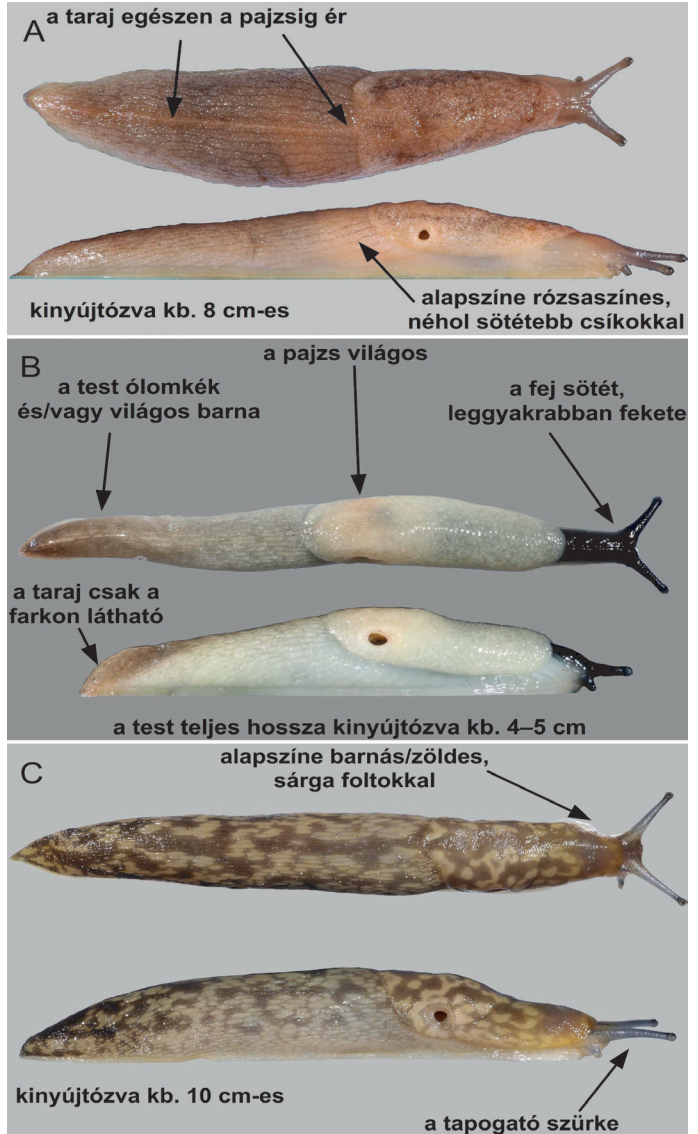 a taraj egészen a pajzsig ér
A
kinyújtózva kb. 8 cm-es
alapszíne rózsaszínes,
néhol sötétebb csíkokkal
B
a pajzs világos
a test ólomkék
és/vagy világos barna
a fej sötét,
leggyakrabban fekete
a taraj csak a
farkon látható
a test teljes hossza kinyújtózva kb. 4–5 cm
C
alapszíne barnás/zöldes,
sárga foltokkal
kinyújtózva kb. 10 cm-es
a tapogató szürke